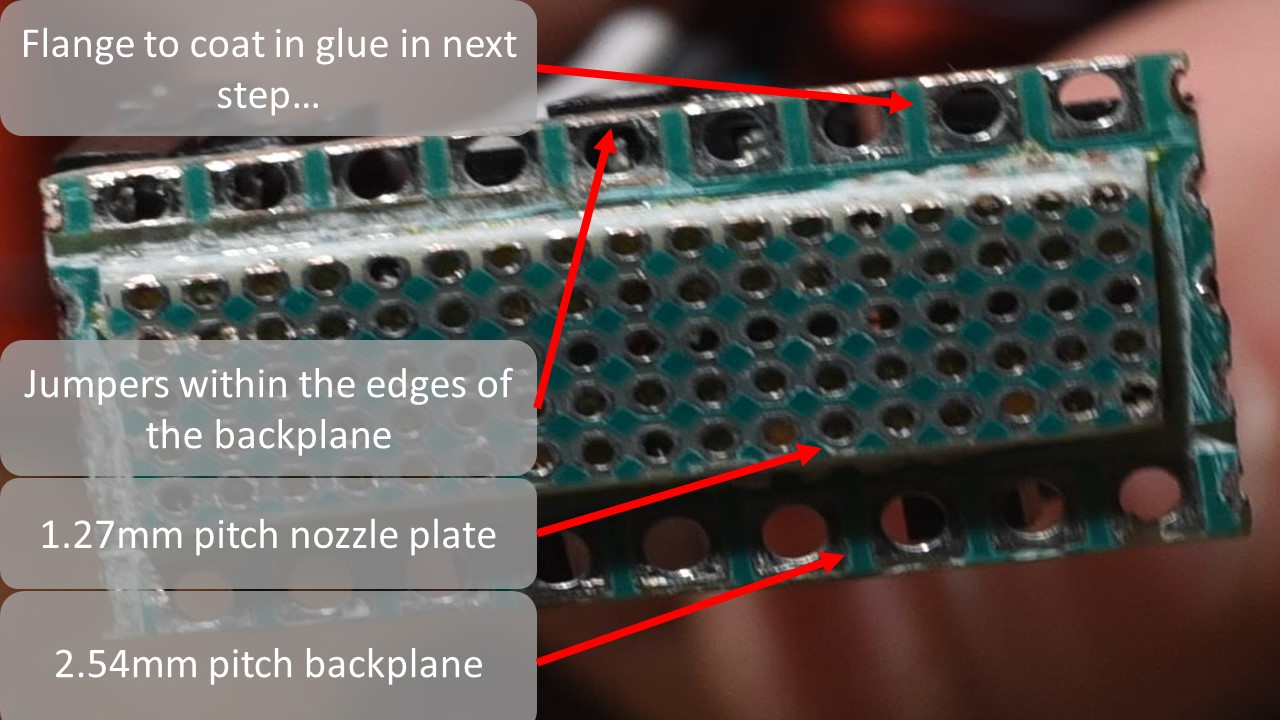 Flange to coat in glue in next
step...
Jumpers within the edges of
the backplane
1.27mm pitch nozzle plate
2.54mm pitch backplane